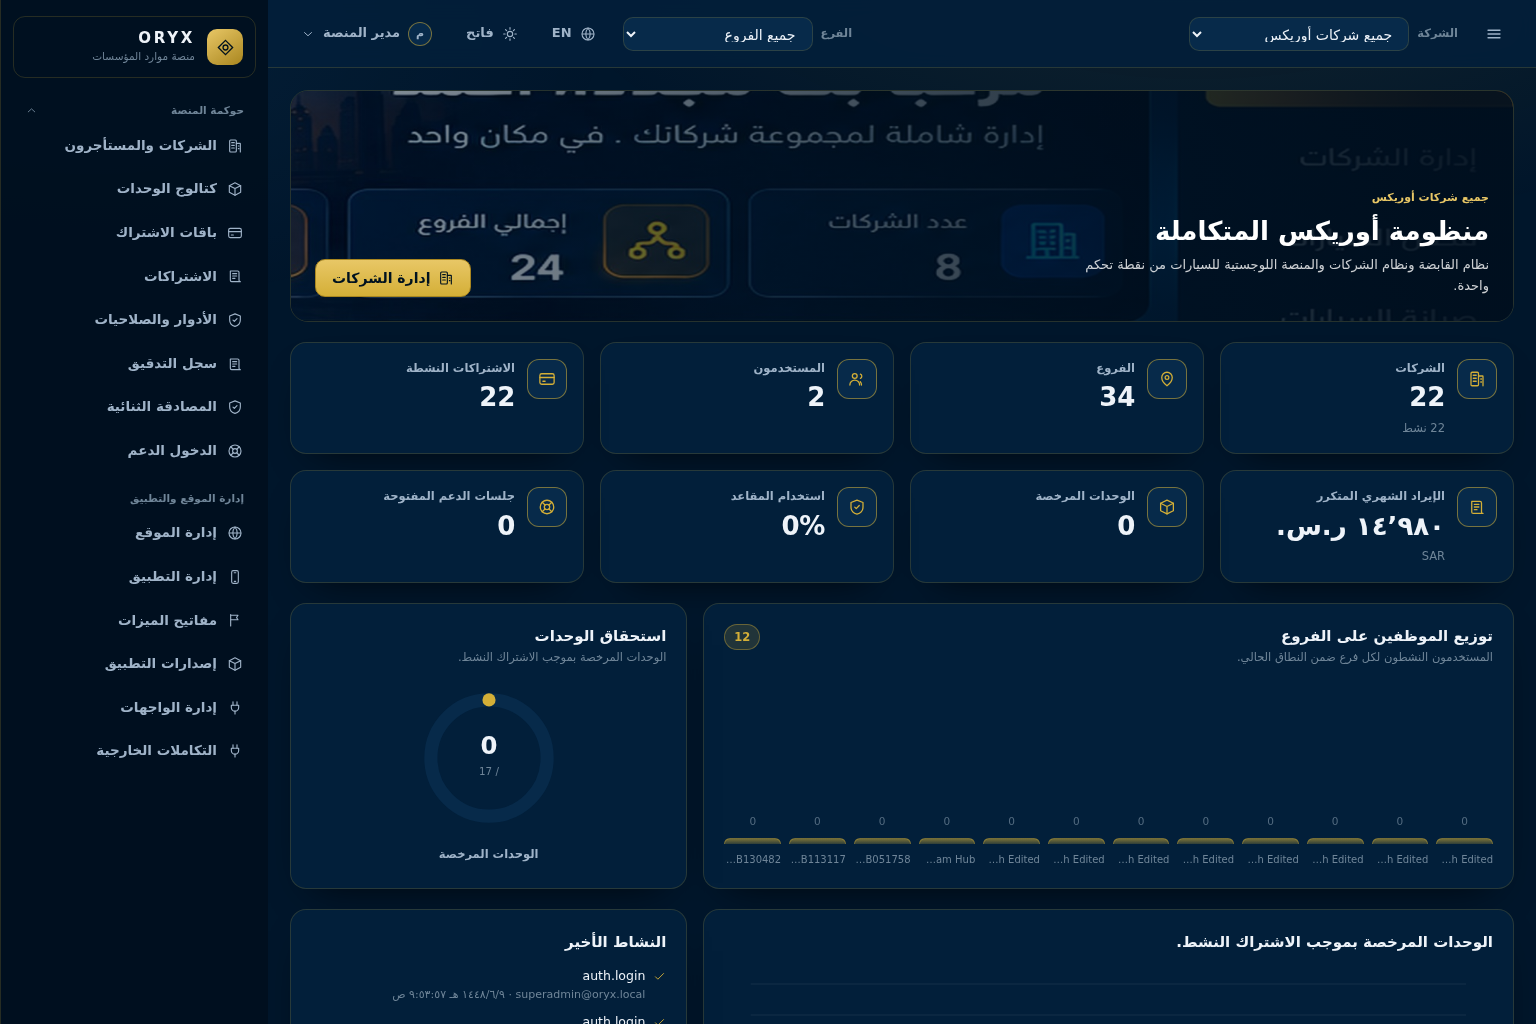 ORYX
منصة موارد المؤسسات
حوكمة المنصة
الشركات والمستأجرون
كتالوج الوحدات
باقات الاشتراك
الاشتراكات
الأدوار والصلاحيات
سجل التدقيق
المصادقة الثنائية
الدخول الدعم
إدارة الموقع والتطبيق
إدارة الموقع
إدارة التطبيق
مفاتيح الميزات
إصدارات التطبيق
إدارة الواجهات
التكاملات الخارجية
الشركة
جميع شركات أوريكس
الفرع
جميع الفروع
EN
فاتح
م
مدير المنصة
إدارة شاملة لمجموعة شركاتك . في مكان واحد
إدارة الشركات
عدد الشركات
8
إجمالي الفروع
24
صيانة السيارات
جميع شركات أوريكس
منظومة أوريكس المتكاملة
نظام القابضة ونظام الشركات والمنصة اللوجستية للسيارات من نقطة تحكم
واحدة.
إدارة الشركات
الشركات
22
22 نشط
الفروع
34
المستخدمون
2
الاشتراكات النشطة
22
الإيراد الشهري المتكرر
١٤٬٩٨٠ ر.س.
SAR
الوحدات المرخصة
0
استخدام المقاعد
0%
جلسات الدعم المفتوحة
0
توزيع الموظفين على الفروع
المستخدمون النشطون لكل فرع ضمن النطاق الحالي.
12
0 0 0 0 0 0 0 0 0 0 0 0
...h Edited ...h Edited ...h Edited ...h Edited ...h Edited ...h Edited ...h Edited ...h Edited ...am Hub ...B051758 ...B113117 ...B130482
استحقاق الوحدات
الوحدات المرخصة بموجب الاشتراك النشط.
0
/ 17
الوحدات المرخصة
الوحدات المرخصة بموجب الاشتراك النشط.
النشاط الأخير
auth.login
superadmin@oryx.local · ١٤٤٨/٦/٩ هـ ٩:٥٣:٥٧ ص
auth.login